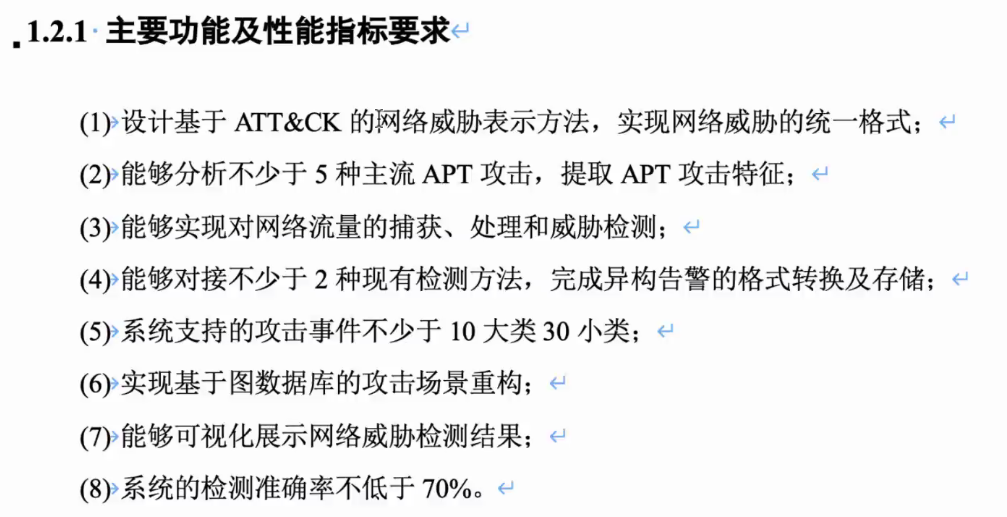 1.2.1 主要功能及性能指标要求
(1) 设计基于 ATT&CK 的网络威胁表示方法，实现网络威胁的统一格式；
(2) 能够分析不少于 5 种主流 APT 攻击，提取 APT 攻击特征；
(3) 能够实现对网络流量的捕获、处理和威胁检测；
(4) 能够对接不少于 2 种现有检测方法，完成异构告警的格式转换及存储；
(5) 系统支持的攻击事件不少于 10 大类 30 小类；
(6) 实现基于图数据库的攻击场景重构；
(7) 能够可视化展示网络威胁检测结果；
(8) 系统的检测准确率不低于 70%。